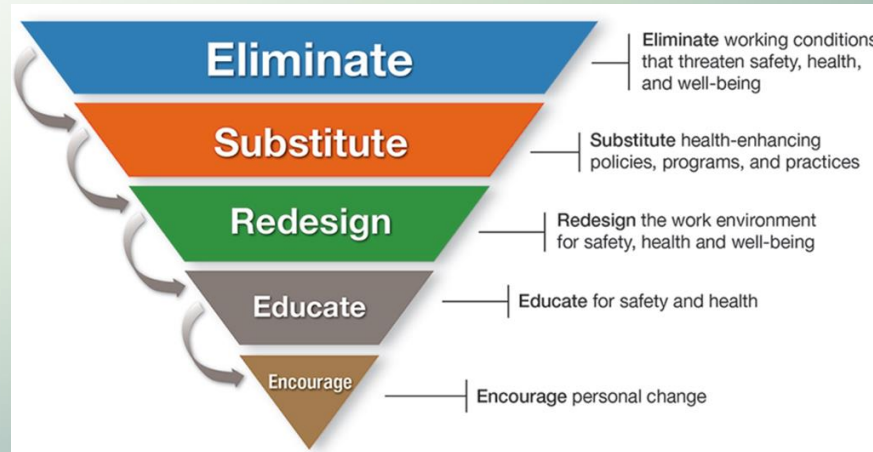 Eliminate
Eliminate working conditions
that threaten safety, health,
and well-being
Substitute
Substitute health-enhancing
policies, programs, and practices
Redesign
Redesign the work environment
for safety, health and well-being
Educate
Educate for safety and health
Encourage
Encourage personal change